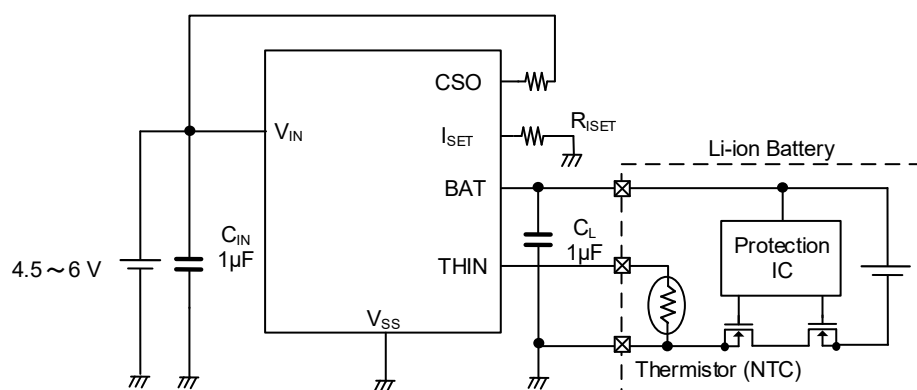 CSO
V_IN
I_SET
R_ISET
Li-ion Battery
BAT
C_IN
1µF
C_L
1µF
Protection
IC
4.5～6 V
THIN
V_SS
Thermistor (NTC)